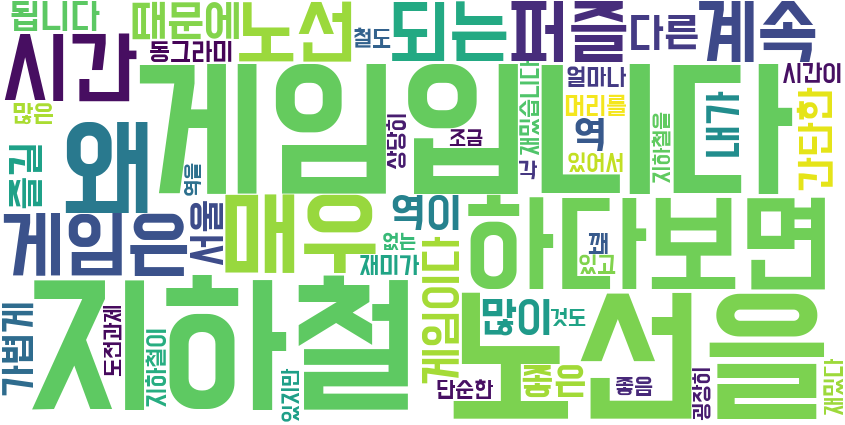 됩니다
때문에
노선
철도
되는
퍼즐
다른
계속
시간
동그라미
게임입니다
얼마나
시간이
많은
왜
상당히
조금
재밌습니다
머리를
역
지하철을
내가
간단한
즐길
역을
각
있어서
게임은
서울
매우
역이
없는
재미가
깨
있고
하다보면
가볍게
도전과제
지하철이
지하철
있지만
게임이다
많이
것도
노선을
단순한
좋은
좋음
굉장히
재밌다